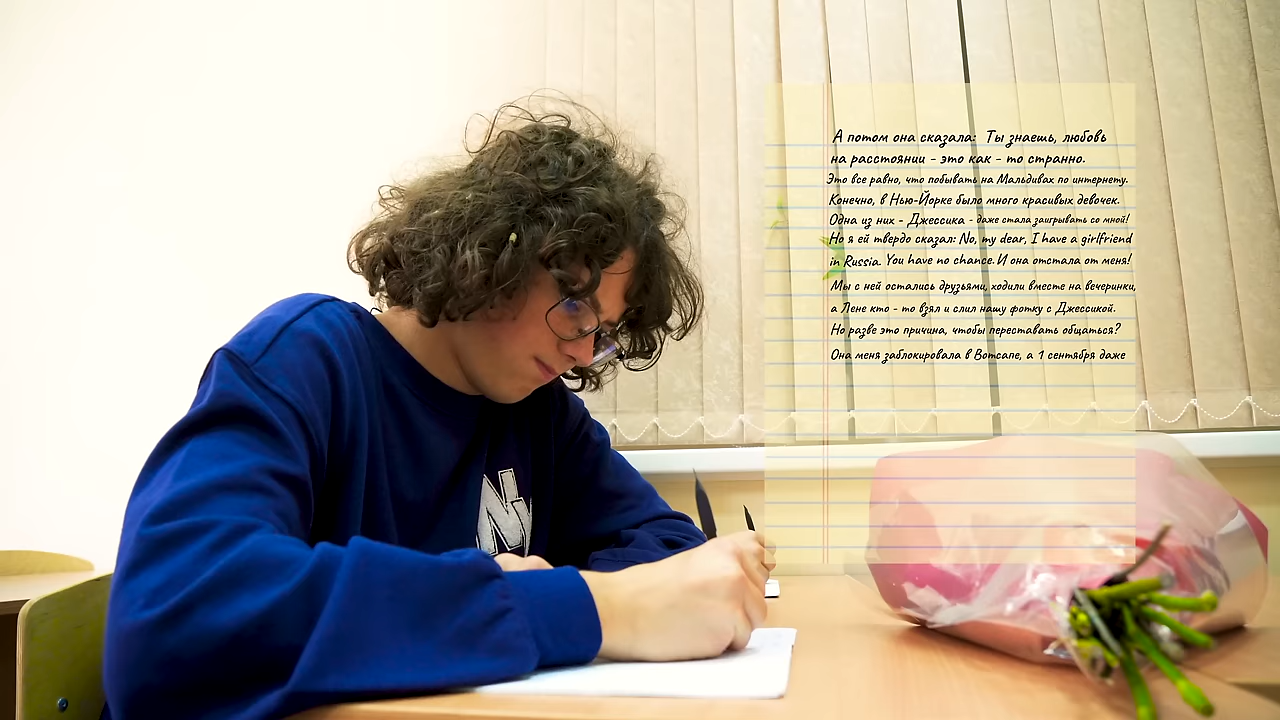 А потом она сказала: Ты знаешь, любовь
на расстоянии - это как - то странно.
Это все равно, что побывать на Мальдивах по интернету.
Конечно, в Нью-Йорке было много красивых девочек.
Одна из них - Джессика - даже стала заигрывать со мной!
Но я ей твердо сказал: No, my dear, I have a girlfriend
in Russia. You have no chance. И она отстала от меня!
Мы с ней остались друзьями, ходили вместе на вечеринки,
а Лене кто - то взял и слил нашу фотку с Джессикой.
Но разве это причина, чтобы переставать общаться?
Она меня заблокировала в Вотсапе, а 1 сентября даже